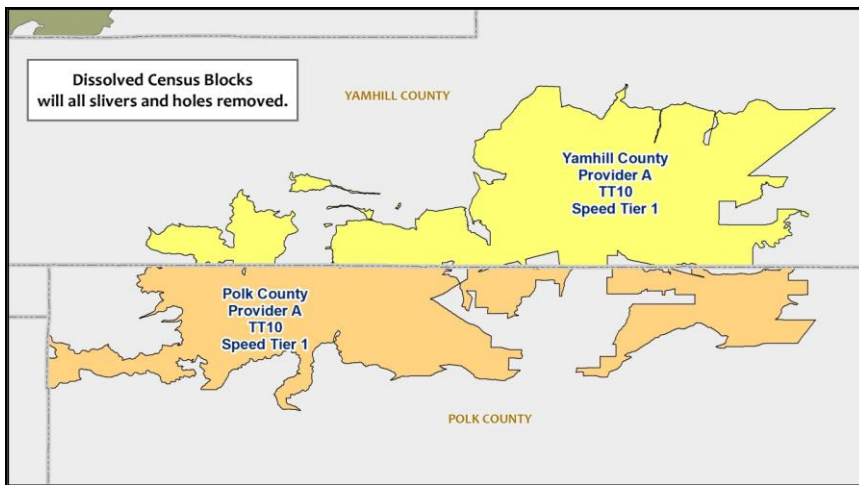 Dissolved Census Blocks
will all slivers and holes removed.
YAMHILL COUNTY
Yamhill County
Provider A
TT10
Speed Tier 1
Polk County
Provider A
TT10
Speed Tier 1
POLK COUNTY